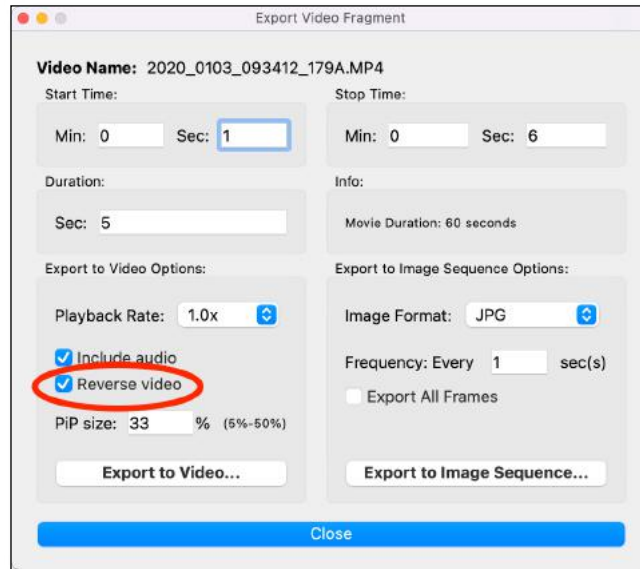 Export Video Fragment
Video Name: 2020_0103_093412_179A.MP4
Start Time:
Min: 0 Sec: 1
Stop Time:
Min: 0 Sec: 6
Duration:
Sec: 5
Info:
Movie Duration: 60 seconds
Export to Video Options:
Playback Rate: 1.0x
Include audio
Reverse video
PiP size: 33 % (5%-50%)
Export to Video...
Export to Image Sequence Options:
Image Format: JPG
Frequency: Every 1 sec(s)
Export All Frames
Export to Image Sequence...
Close